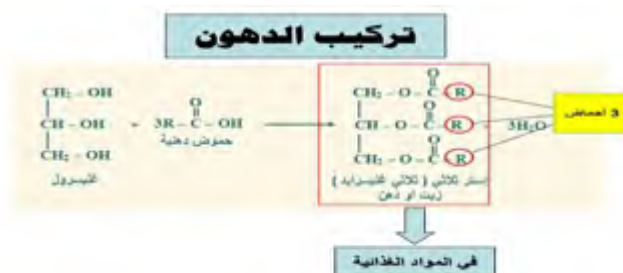 تركيب الدهون
O
CH₂ – OH CH₂ – O – C – R
O O
CH – OH - 3R – C – OH CH – O – C – R - 3H₂O
O
CH₂ – OH CH₂ – O – C – R
3 أحماض
حموض دهنية
غليسرول
إستر ثلاثي ( ثلاثي غليسرايد )
زيت او دهن
في المواد الغذائية